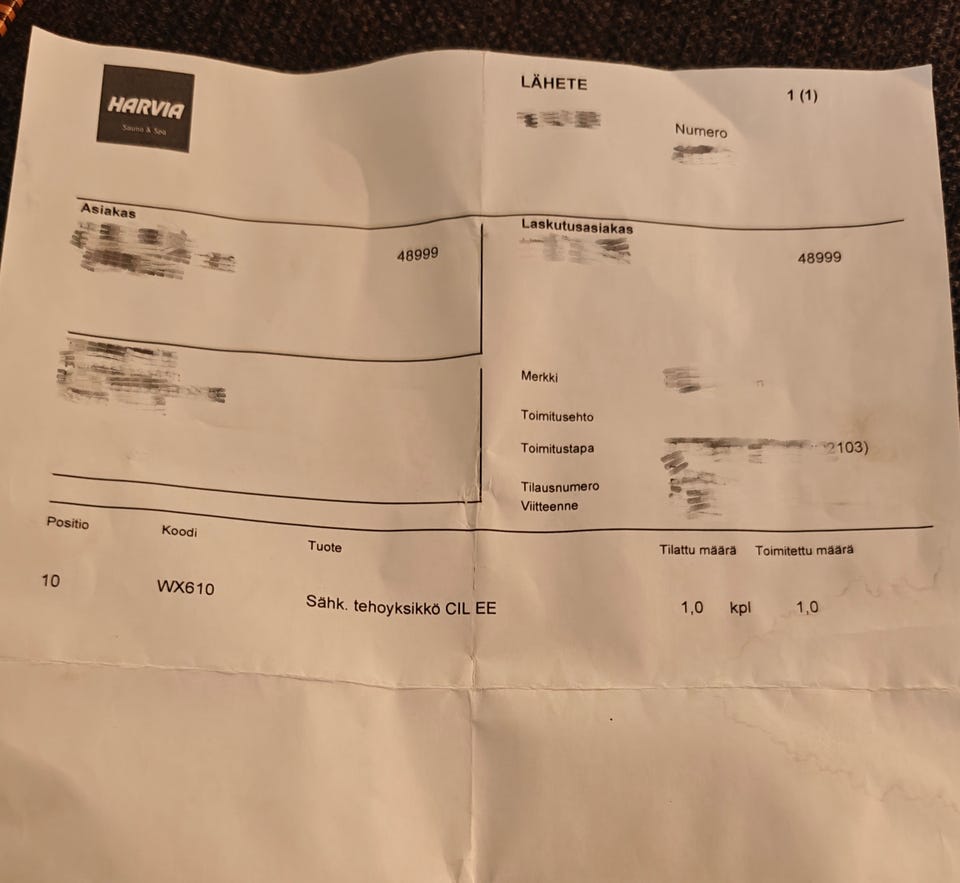 HARVIA
Sauna & Spa
LÄHETE
1 (1)
Numero
Asiakas
48999
Laskutusasiakas
48999
Merkki
Toimitusehto
Toimitustapa 2103)
Tilausnumero
Viitteenne
Positio Koodi Tuote Tilattu määrä Toimitettu määrä
10 WX610 Sähk. tehoyksikkö CIL EE 1,0 kpl 1,0